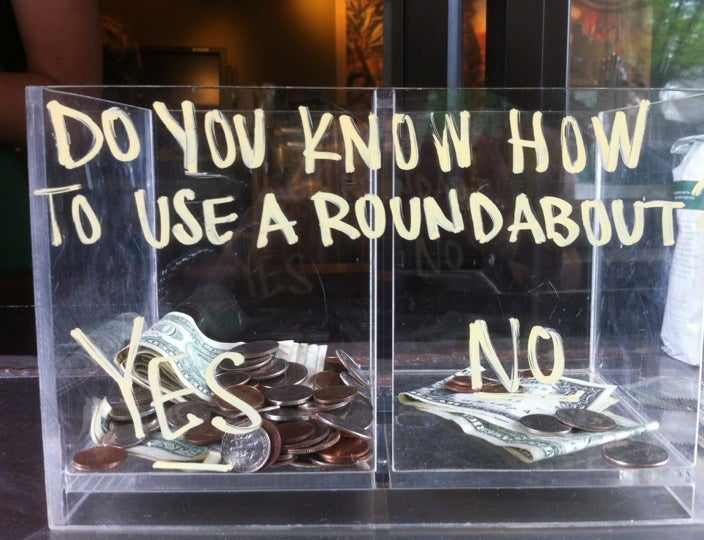 DO YOU KNOW HOW
TO USE A ROUNDABOUT?
YES
NO